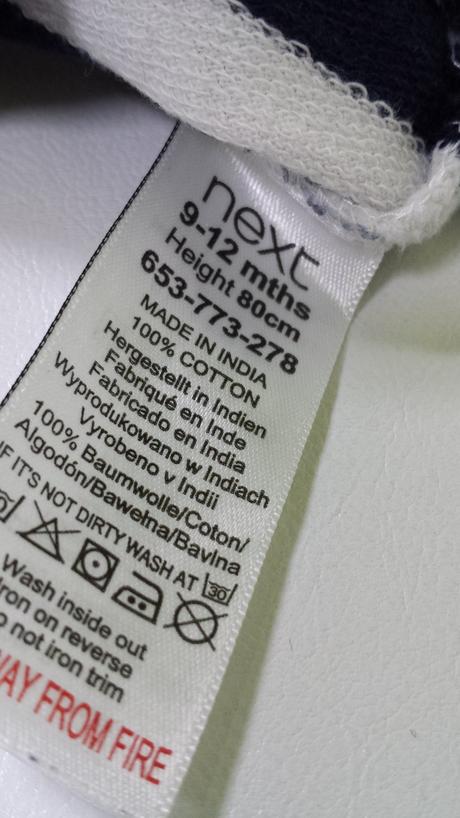 next
9-12 mths
Height 80cm
653-773-278
MADE IN INDIA
100% COTTON
Hergestellt in Indien
Fabriqué en Inde
Fabricado en India
Wyprodukowano w Indiach
Vyrobeno v Indii
100% Baumwolle/Coton/
Algodón/Bawełna/Bavlna
IF IT'S NOT DIRTY WASH AT 30
Wash inside out
Iron on reverse
not iron trim
FROM FIRE